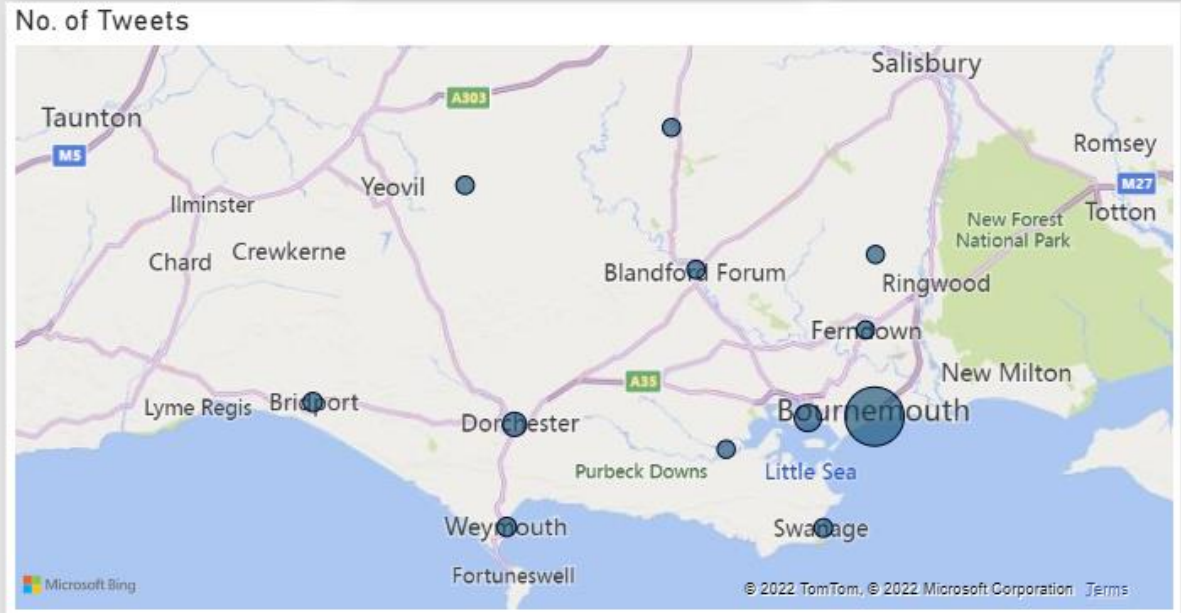 No. of Tweets
Salisbury
A303
Taunton
Romsey
M5
M27
Yeovil
Ilminster
Totton
New Forest
National Park
Crewkerne
Chard
Blandford Forum
Ringwood
Ferndown
New Milton
A35
Lyme Regis
Bridport
Bournemouth
Dorchester
Purbeck Downs
Little Sea
Weymouth
Swanage
Fortuneswell
Microsoft Bing
© 2022 TomTom, © 2022 Microsoft Corporation Terms